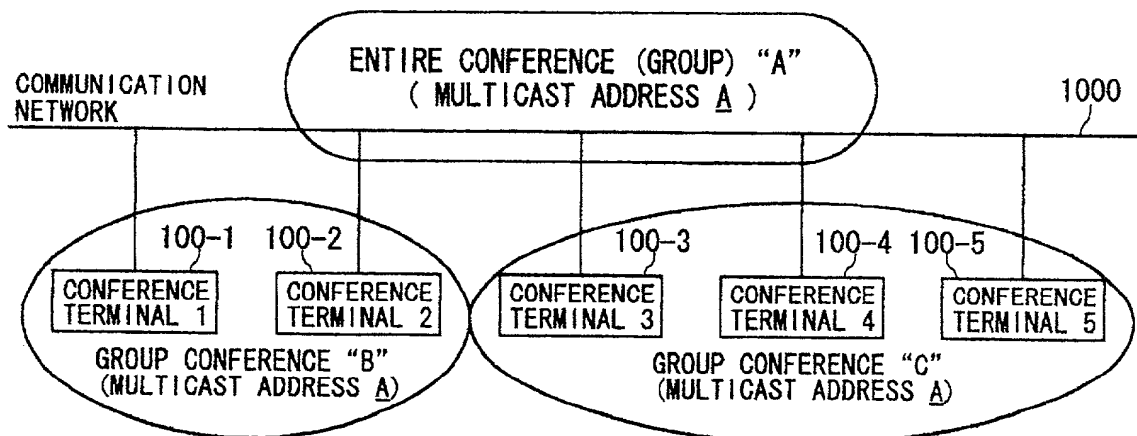 ENTIRE CONFERENCE (GROUP) “A”
( MULTICAST ADDRESS A )
COMMUNICATION
NETWORK
1000
100-1
100-2
100-3
100-4
100-5
CONFERENCE
TERMINAL 1
CONFERENCE
TERMINAL 2
CONFERENCE
TERMINAL 3
CONFERENCE
TERMINAL 4
CONFERENCE
TERMINAL 5
GROUP CONFERENCE “B”
(MULTICAST ADDRESS A)
GROUP CONFERENCE “C”
(MULTICAST ADDRESS A)